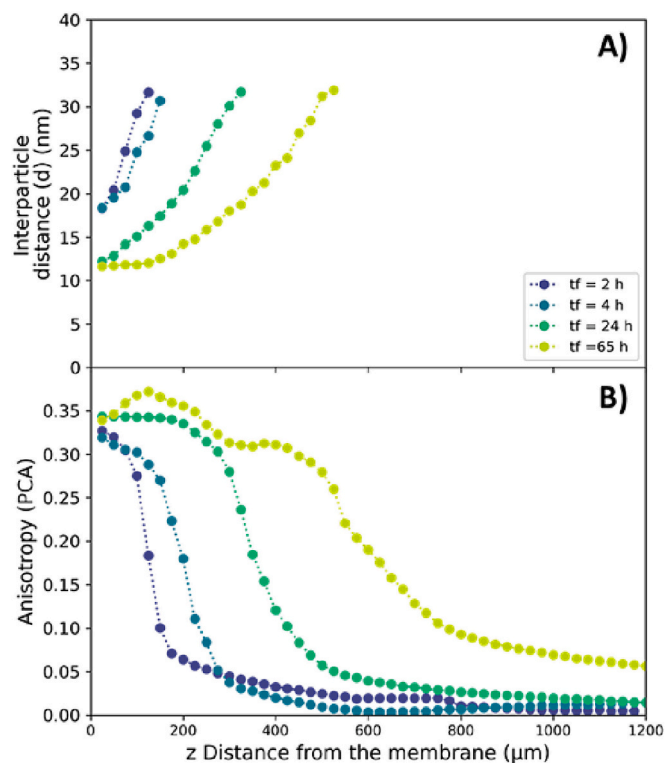 A)
40
35
30
25
20
15
10
5
0
Interparticle
distance (d) (nm)
tf = 2 h
tf = 4 h
tf = 24 h
tf =65 h
B)
0.35
0.30
0.25
0.20
0.15
0.10
0.05
0.00
Anisotropy (PCA)
0 200 400 600 800 1000 1200
z Distance from the membrane (μm)